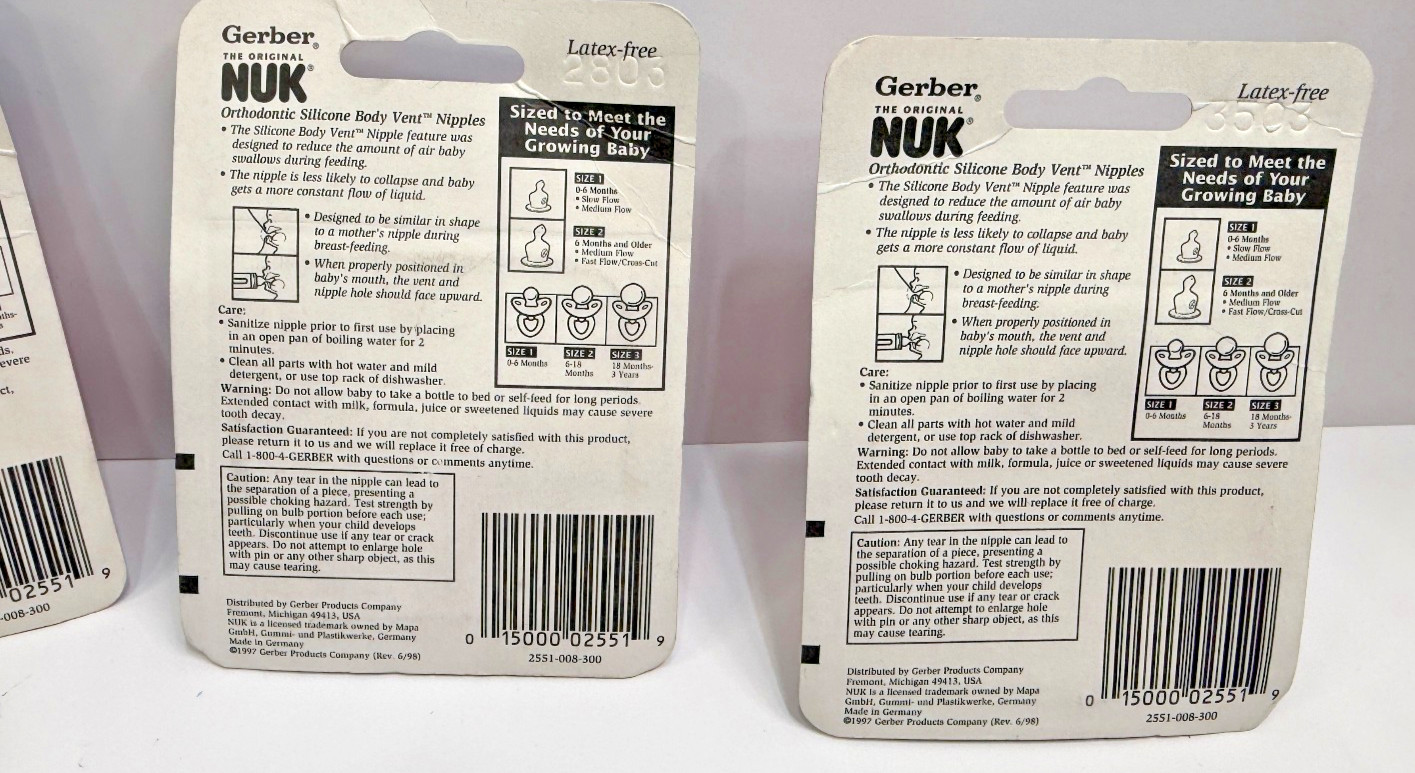 ths-
s
ds.
evere
ct,
02551 9
-008-300
Gerber®
THE ORIGINAL
NUK®
Latex-free
2803
Orthodontic Silicone Body Vent™ Nipples
• The Silicone Body Vent™ Nipple feature was
designed to reduce the amount of air baby
swallows during feeding.
• The nipple is less likely to collapse and baby
gets a more constant flow of liquid.
• Designed to be similar in shape
to a mother's nipple during
breast-feeding.
• When properly positioned in
baby's mouth, the vent and
nipple hole should face upward.
Sized to Meet the
Needs of Your
Growing Baby
SIZE 1
0-6 Months
• Slow Flow
• Medium Flow
SIZE 2
6 Months and Older
• Medium Flow
• Fast Flow/Cross-Cut
SIZE 1 SIZE 2 SIZE 3
0-6 Months 6-18 18 Months-
Months 3 Years
Care:
• Sanitize nipple prior to first use by placing
in an open pan of boiling water for 2
minutes.
• Clean all parts with hot water and mild
detergent, or use top rack of dishwasher.
Warning: Do not allow baby to take a bottle to bed or self-feed for long periods.
Extended contact with milk, formula, juice or sweetened liquids may cause severe
tooth decay.
Satisfaction Guaranteed: If you are not completely satisfied with this product,
please return it to us and we will replace it free of charge.
Call 1-800-4-GERBER with questions or comments anytime.
Caution: Any tear in the nipple can lead to
the separation of a piece, presenting a
possible choking hazard. Test strength by
pulling on bulb portion before each use;
particularly when your child develops
teeth. Discontinue use if any tear or crack
appears. Do not attempt to enlarge hole
with pin or any other sharp object, as this
may cause tearing.
Distributed by Gerber Products Company
Fremont, Michigan 49413, USA
NUK is a licensed trademark owned by Mapa
GmbH, Gummi- und Plastikwerke, Germany
Made in Germany
©1997 Gerber Products Company (Rev. 6/98)
0 15000 02551 9
2551-008-300
Gerber®
THE ORIGINAL
NUK®
Latex-free
3503
Orthodontic Silicone Body Vent™ Nipples
• The Silicone Body Vent™ Nipple feature was
designed to reduce the amount of air baby
swallows during feeding.
• The nipple is less likely to collapse and baby
gets a more constant flow of liquid.
• Designed to be similar in shape
to a mother's nipple during
breast-feeding.
• When properly positioned in
baby's mouth, the vent and
nipple hole should face upward.
Sized to Meet the
Needs of Your
Growing Baby
SIZE 1
0-6 Months
• Slow Flow
• Medium Flow
SIZE 2
6 Months and Older
• Medium Flow
• Fast Flow/Cross-Cut
SIZE 1 SIZE 2 SIZE 3
0-6 Months 6-18 18 Months-
Months 3 Years
Care:
• Sanitize nipple prior to first use by placing
in an open pan of boiling water for 2
minutes.
• Clean all parts with hot water and mild
detergent, or use top rack of dishwasher.
Warning: Do not allow baby to take a bottle to bed or self-feed for long periods.
Extended contact with milk, formula, juice or sweetened liquids may cause severe
tooth decay.
Satisfaction Guaranteed: If you are not completely satisfied with this product,
please return it to us and we will replace it free of charge.
Call 1-800-4-GERBER with questions or comments anytime.
Caution: Any tear in the nipple can lead to
the separation of a piece, presenting a
possible choking hazard. Test strength by
pulling on bulb portion before each use;
particularly when your child develops
teeth. Discontinue use if any tear or crack
appears. Do not attempt to enlarge hole
with pin or any other sharp object, as this
may cause tearing.
Distributed by Gerber Products Company
Fremont, Michigan 49413, USA
NUK is a licensed trademark owned by Mapa
GmbH, Gummi- und Plastikwerke, Germany
Made in Germany
©1997 Gerber Products Company (Rev. 6/98)
0 15000 02551 9
2551-008-300